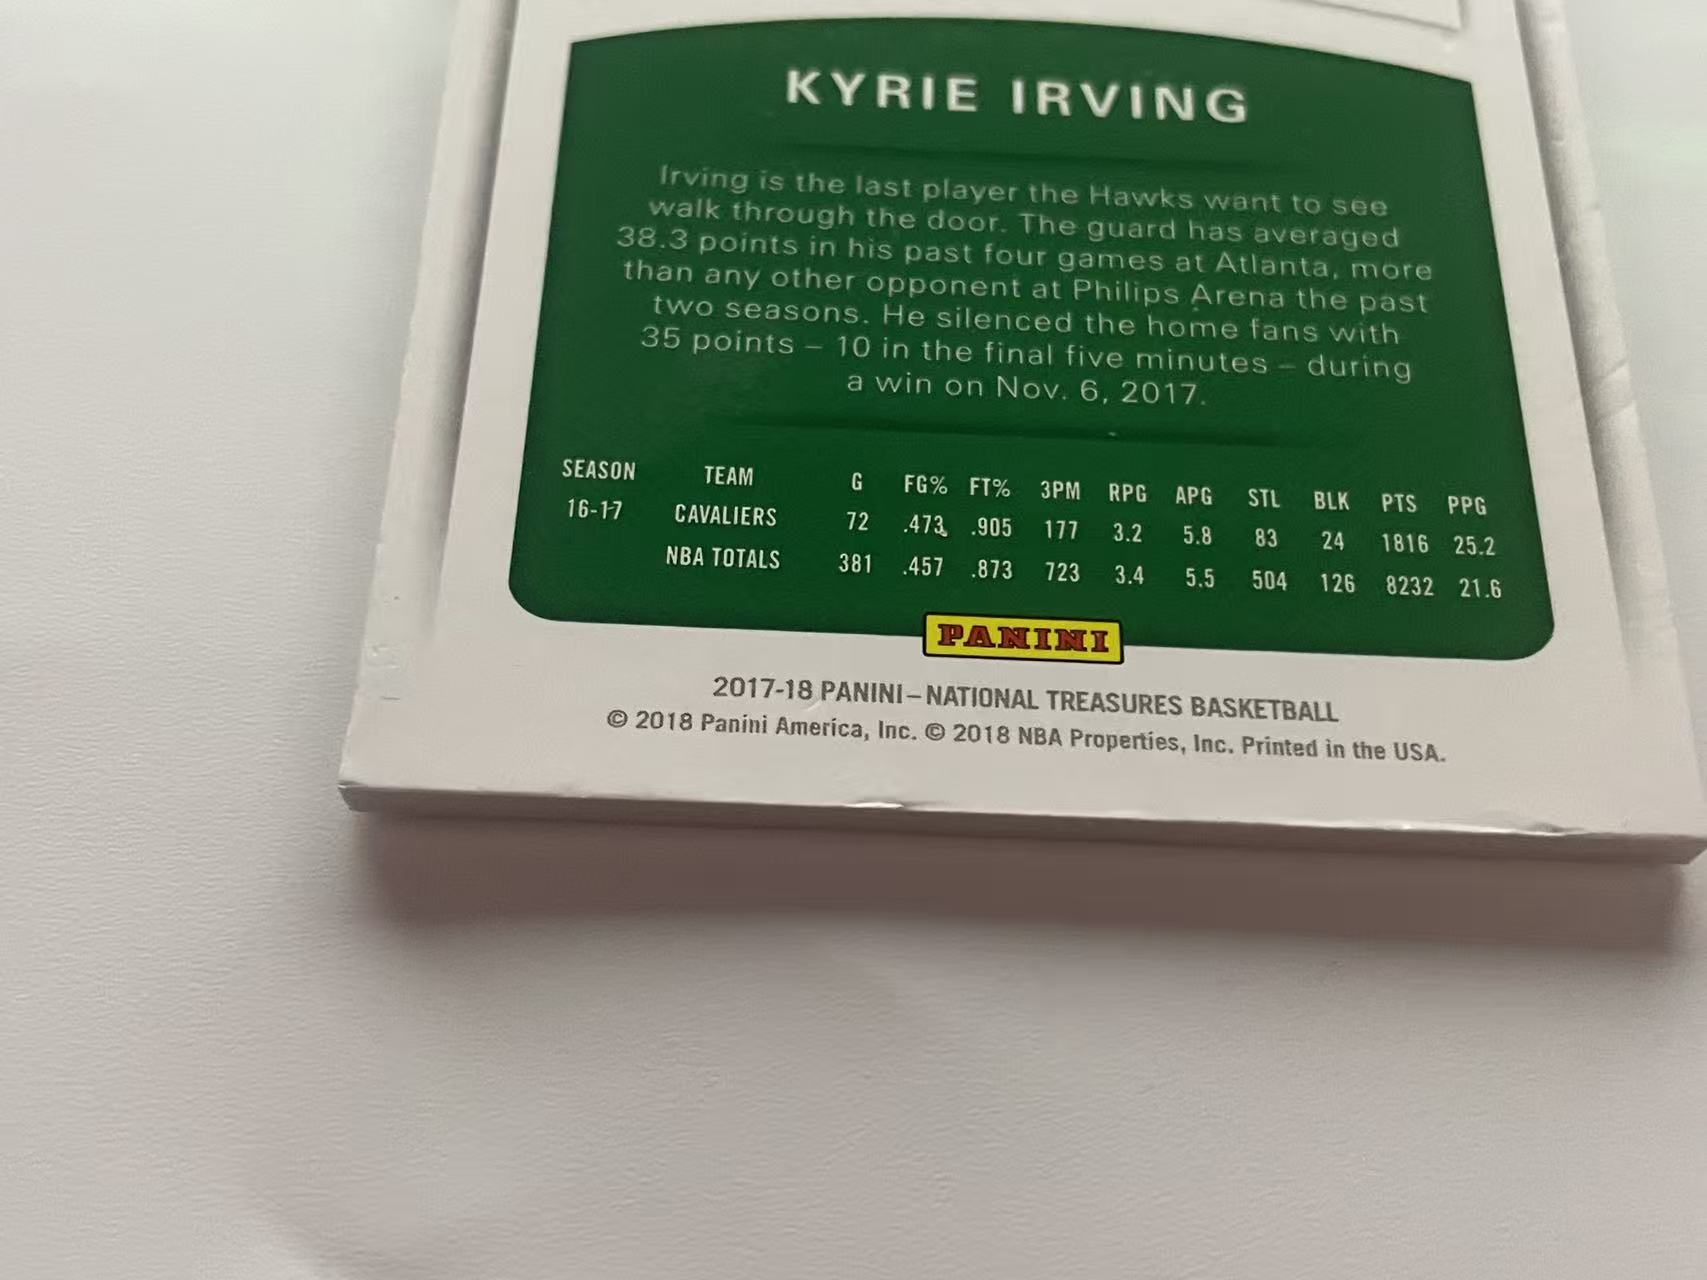 KYRIE IRVING
Irving is the last player the Hawks want to see
walk through the door. The guard has averaged
38.3 points in his past four games at Atlanta, more
than any other opponent at Philips Arena the past
two seasons. He silenced the home fans with
35 points – 10 in the final five minutes – during
a win on Nov. 6, 2017.
SEASON TEAM G FG% FT% 3PM RPG APG STL BLK PTS PPG
16-17 CAVALIERS 72 .473 .905 177 3.2 5.8 83 24 1816 25.2
NBA TOTALS 381 .457 .873 723 3.4 5.5 504 126 8232 21.6
PANINI
2017-18 PANINI – NATIONAL TREASURES BASKETBALL
© 2018 Panini America, Inc. © 2018 NBA Properties, Inc. Printed in the USA.